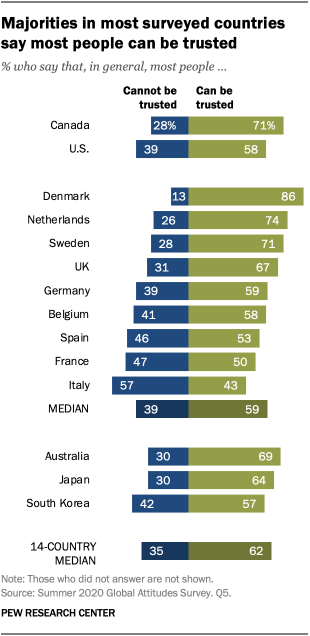 Majorities in most surveyed countries
say most people can be trusted
% who say that, in general, most people ...
Cannot be trusted Can be trusted
Canada 28% 71%
U.S. 39 58
Denmark 13 86
Netherlands 26 74
Sweden 28 71
UK 31 67
Germany 39 59
Belgium 41 58
Spain 46 53
France 47 50
Italy 57 43
MEDIAN 39 59
Australia 30 69
Japan 30 64
South Korea 42 57
14-COUNTRY MEDIAN 35 62
Note: Those who did not answer are not shown.
Source: Summer 2020 Global Attitudes Survey. Q5.
PEW RESEARCH CENTER